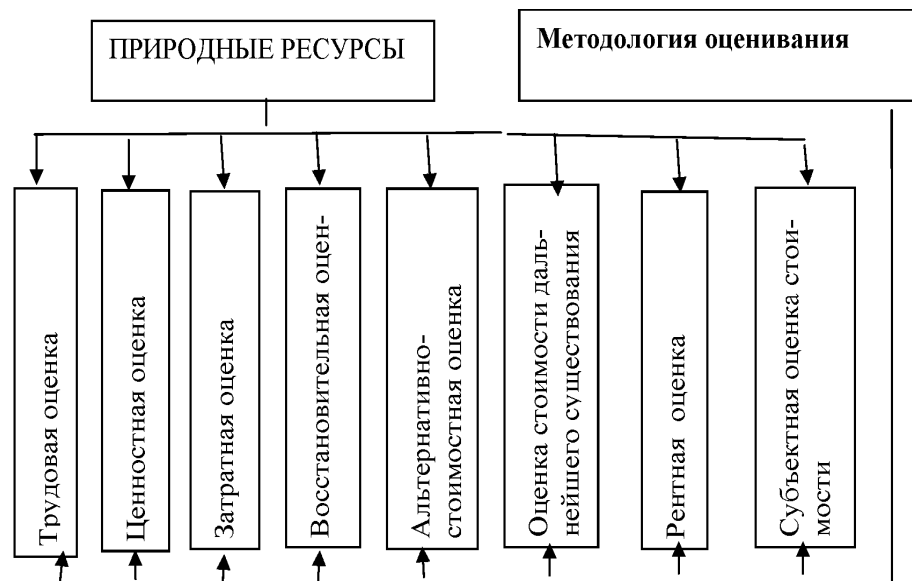 ПРИРОДНЫЕ РЕСУРСЫ
Методология оценивания
Трудовая оценка
Ценностная оценка
Затратная оценка
Восстановительная оцен-
Альтернативно-
стоимостная оценка
Оценка стоимости даль-
нейшего существования
Рентная оценка
Субъектная оценка стои-
мости